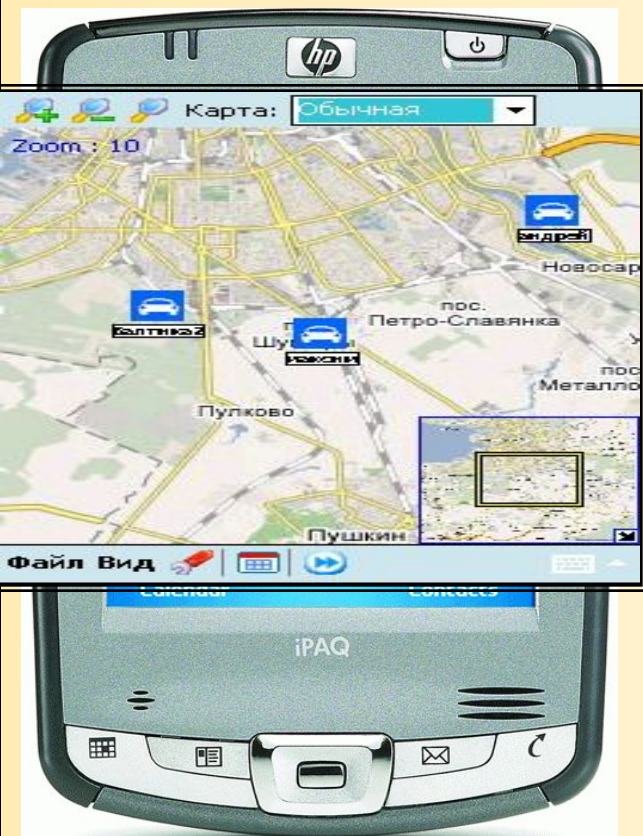 hp
Карта: Обычная
Zoom : 10
андрей
Новосар
балтика2
пос.
Петро-Славянка
Шу
пос
Металло
Пулково
Пушкин
Файл Вид
Calendar Contacts
iPAQ